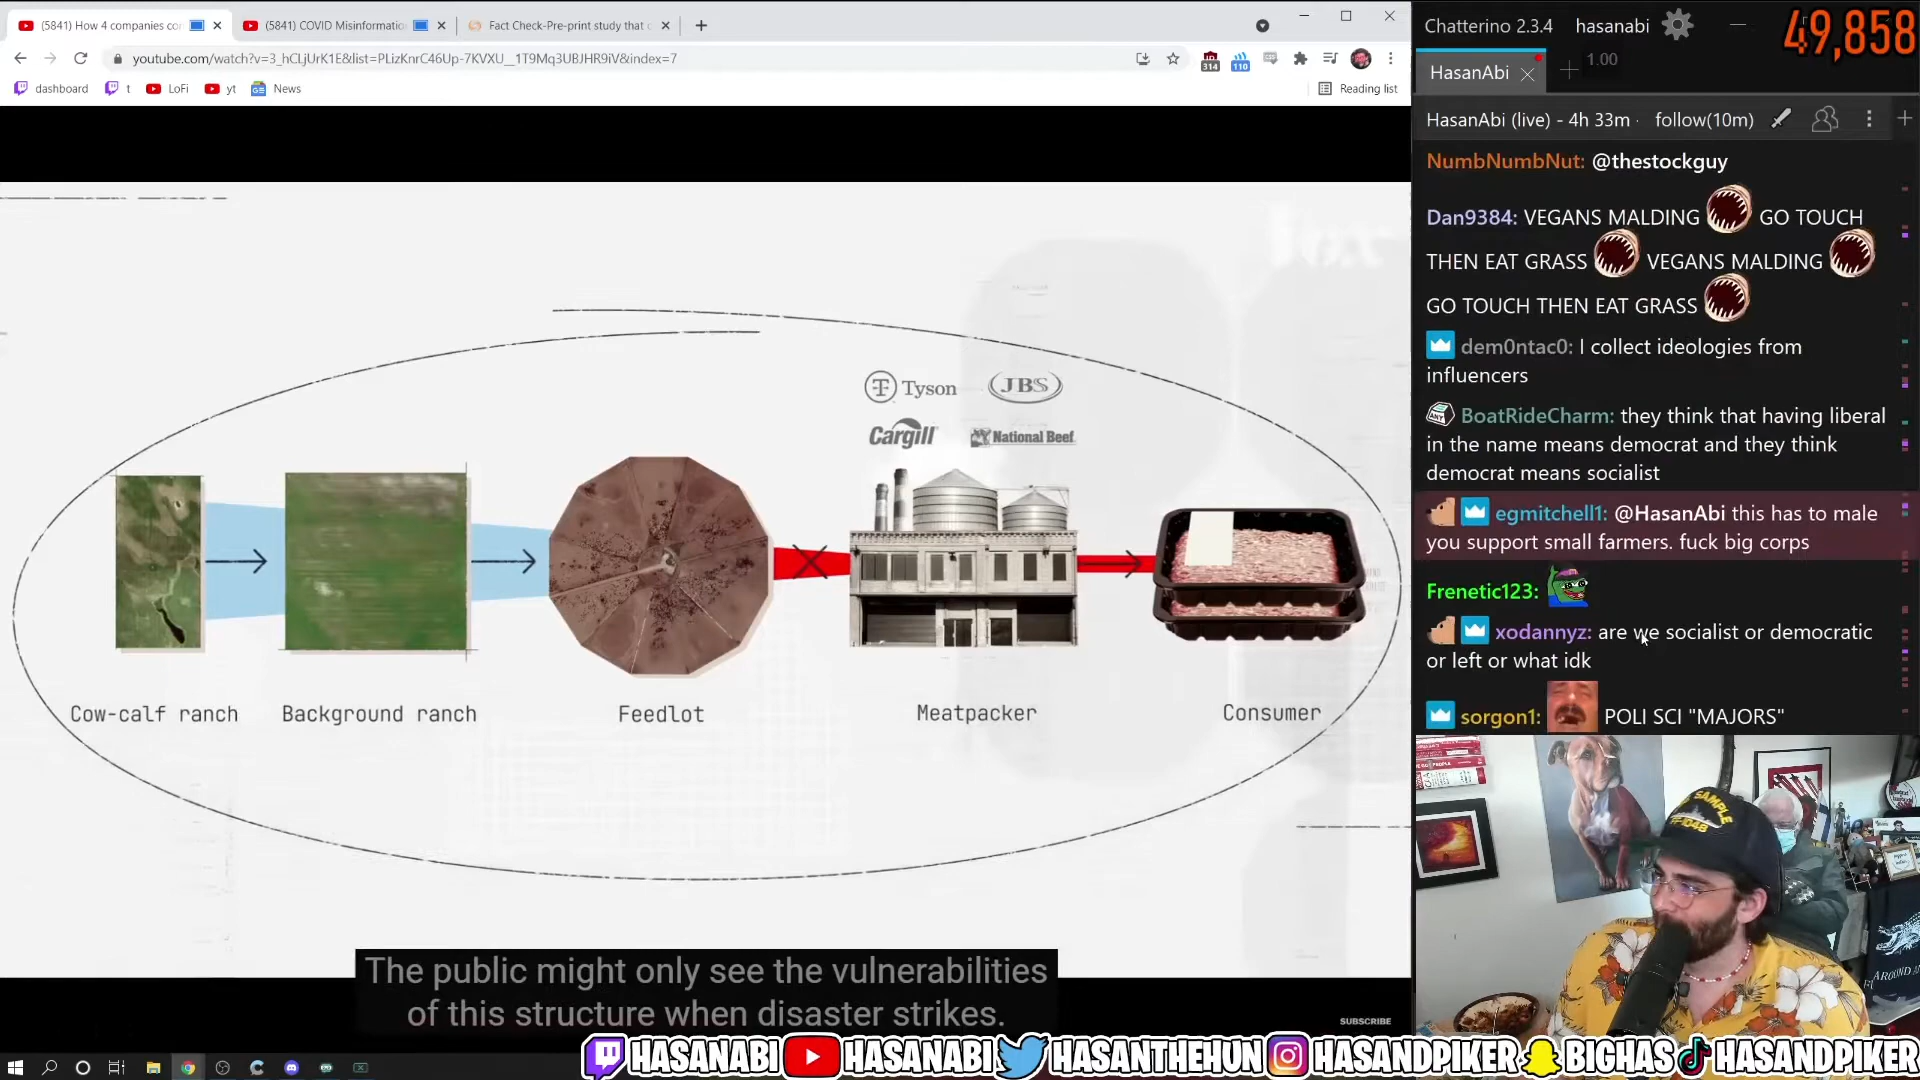 (5841) How 4 companies co
(5841) COVID Misinformatio
Fact Check-Pre-print study that
youtube.com/watch?v=3_hCLjUrK1E&list=PLizKnrC46Up-7KVXU__1T9Mq3UBJHR9iV&index=7
314
110
dashboard
t
LoFi
yt
News
Reading list
Vox
Tyson
JBS
Cargill
National Beef
Cow-calf ranch
Background ranch
Feedlot
Meatpacker
Consumer
The public might only see the vulnerabilities
of this structure when disaster strikes.
SUBSCRIBE
Chatterino 2.3.4
hasanabi
49,858
HasanAbi
1.00
HasanAbi (live) - 4h 33m ·
follow(10m)
NumbNumbNut: @thestockguy
Dan9384: VEGANS MALDING GO TOUCH
THEN EAT GRASS VEGANS MALDING
GO TOUCH THEN EAT GRASS
dem0ntac0: I collect ideologies from
influencers
BoatRideCharm: they think that having liberal
in the name means democrat and they think
democrat means socialist
egmitchell1: @HasanAbi this has to male
you support small farmers. fuck big corps
Frenetic123:
xodannyz: are we socialist or democratic
or left or what idk
sorgon1: POLI SCI "MAJORS"
SAMPLE
FF1048
AROUND A
HASANABI
HASANABI
HASANTHEHUN
HASANDPIKER
BIGHAS
HASANDPIKER